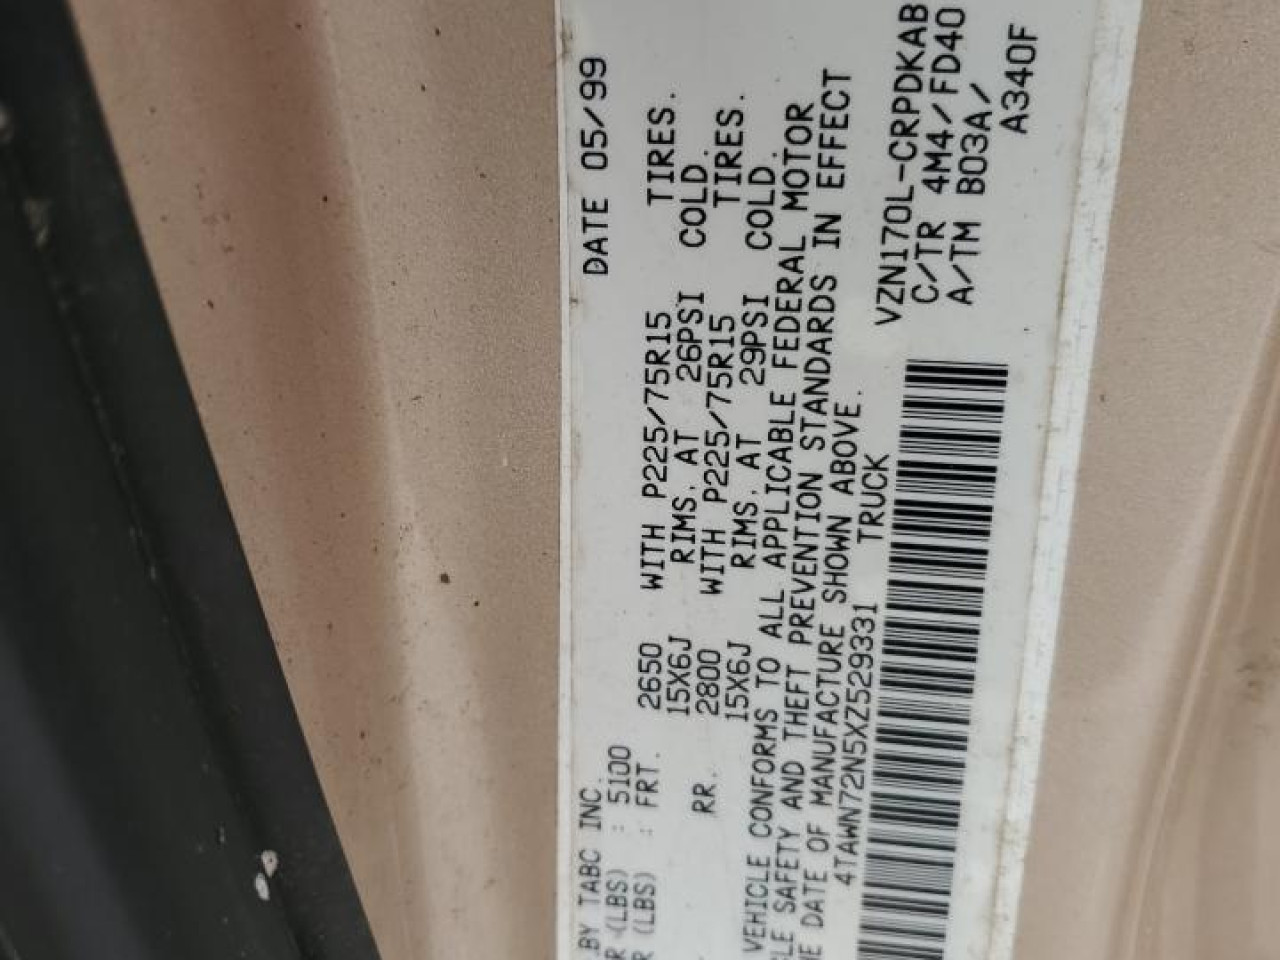 BY TABC INC. DATE 05/99
R (LBS) : 5100
R (LBS) : FRT. 2650 WITH P225/75R15 TIRES.
15X6J RIMS. AT 26PSI COLD.
RR. 2800 WITH P225/75R15 TIRES.
15X6J RIMS. AT 29PSI COLD.
VEHICLE CONFORMS TO ALL APPLICABLE FEDERAL MOTOR
LE SAFETY AND THEFT PREVENTION STANDARDS IN EFFECT
E DATE OF MANUFACTURE SHOWN ABOVE.
4TAWN72N5XZ529331 TRUCK
VZN170L-CRPDKAB
C/TR 4M4/FD40
A/TM B03A/
A340F